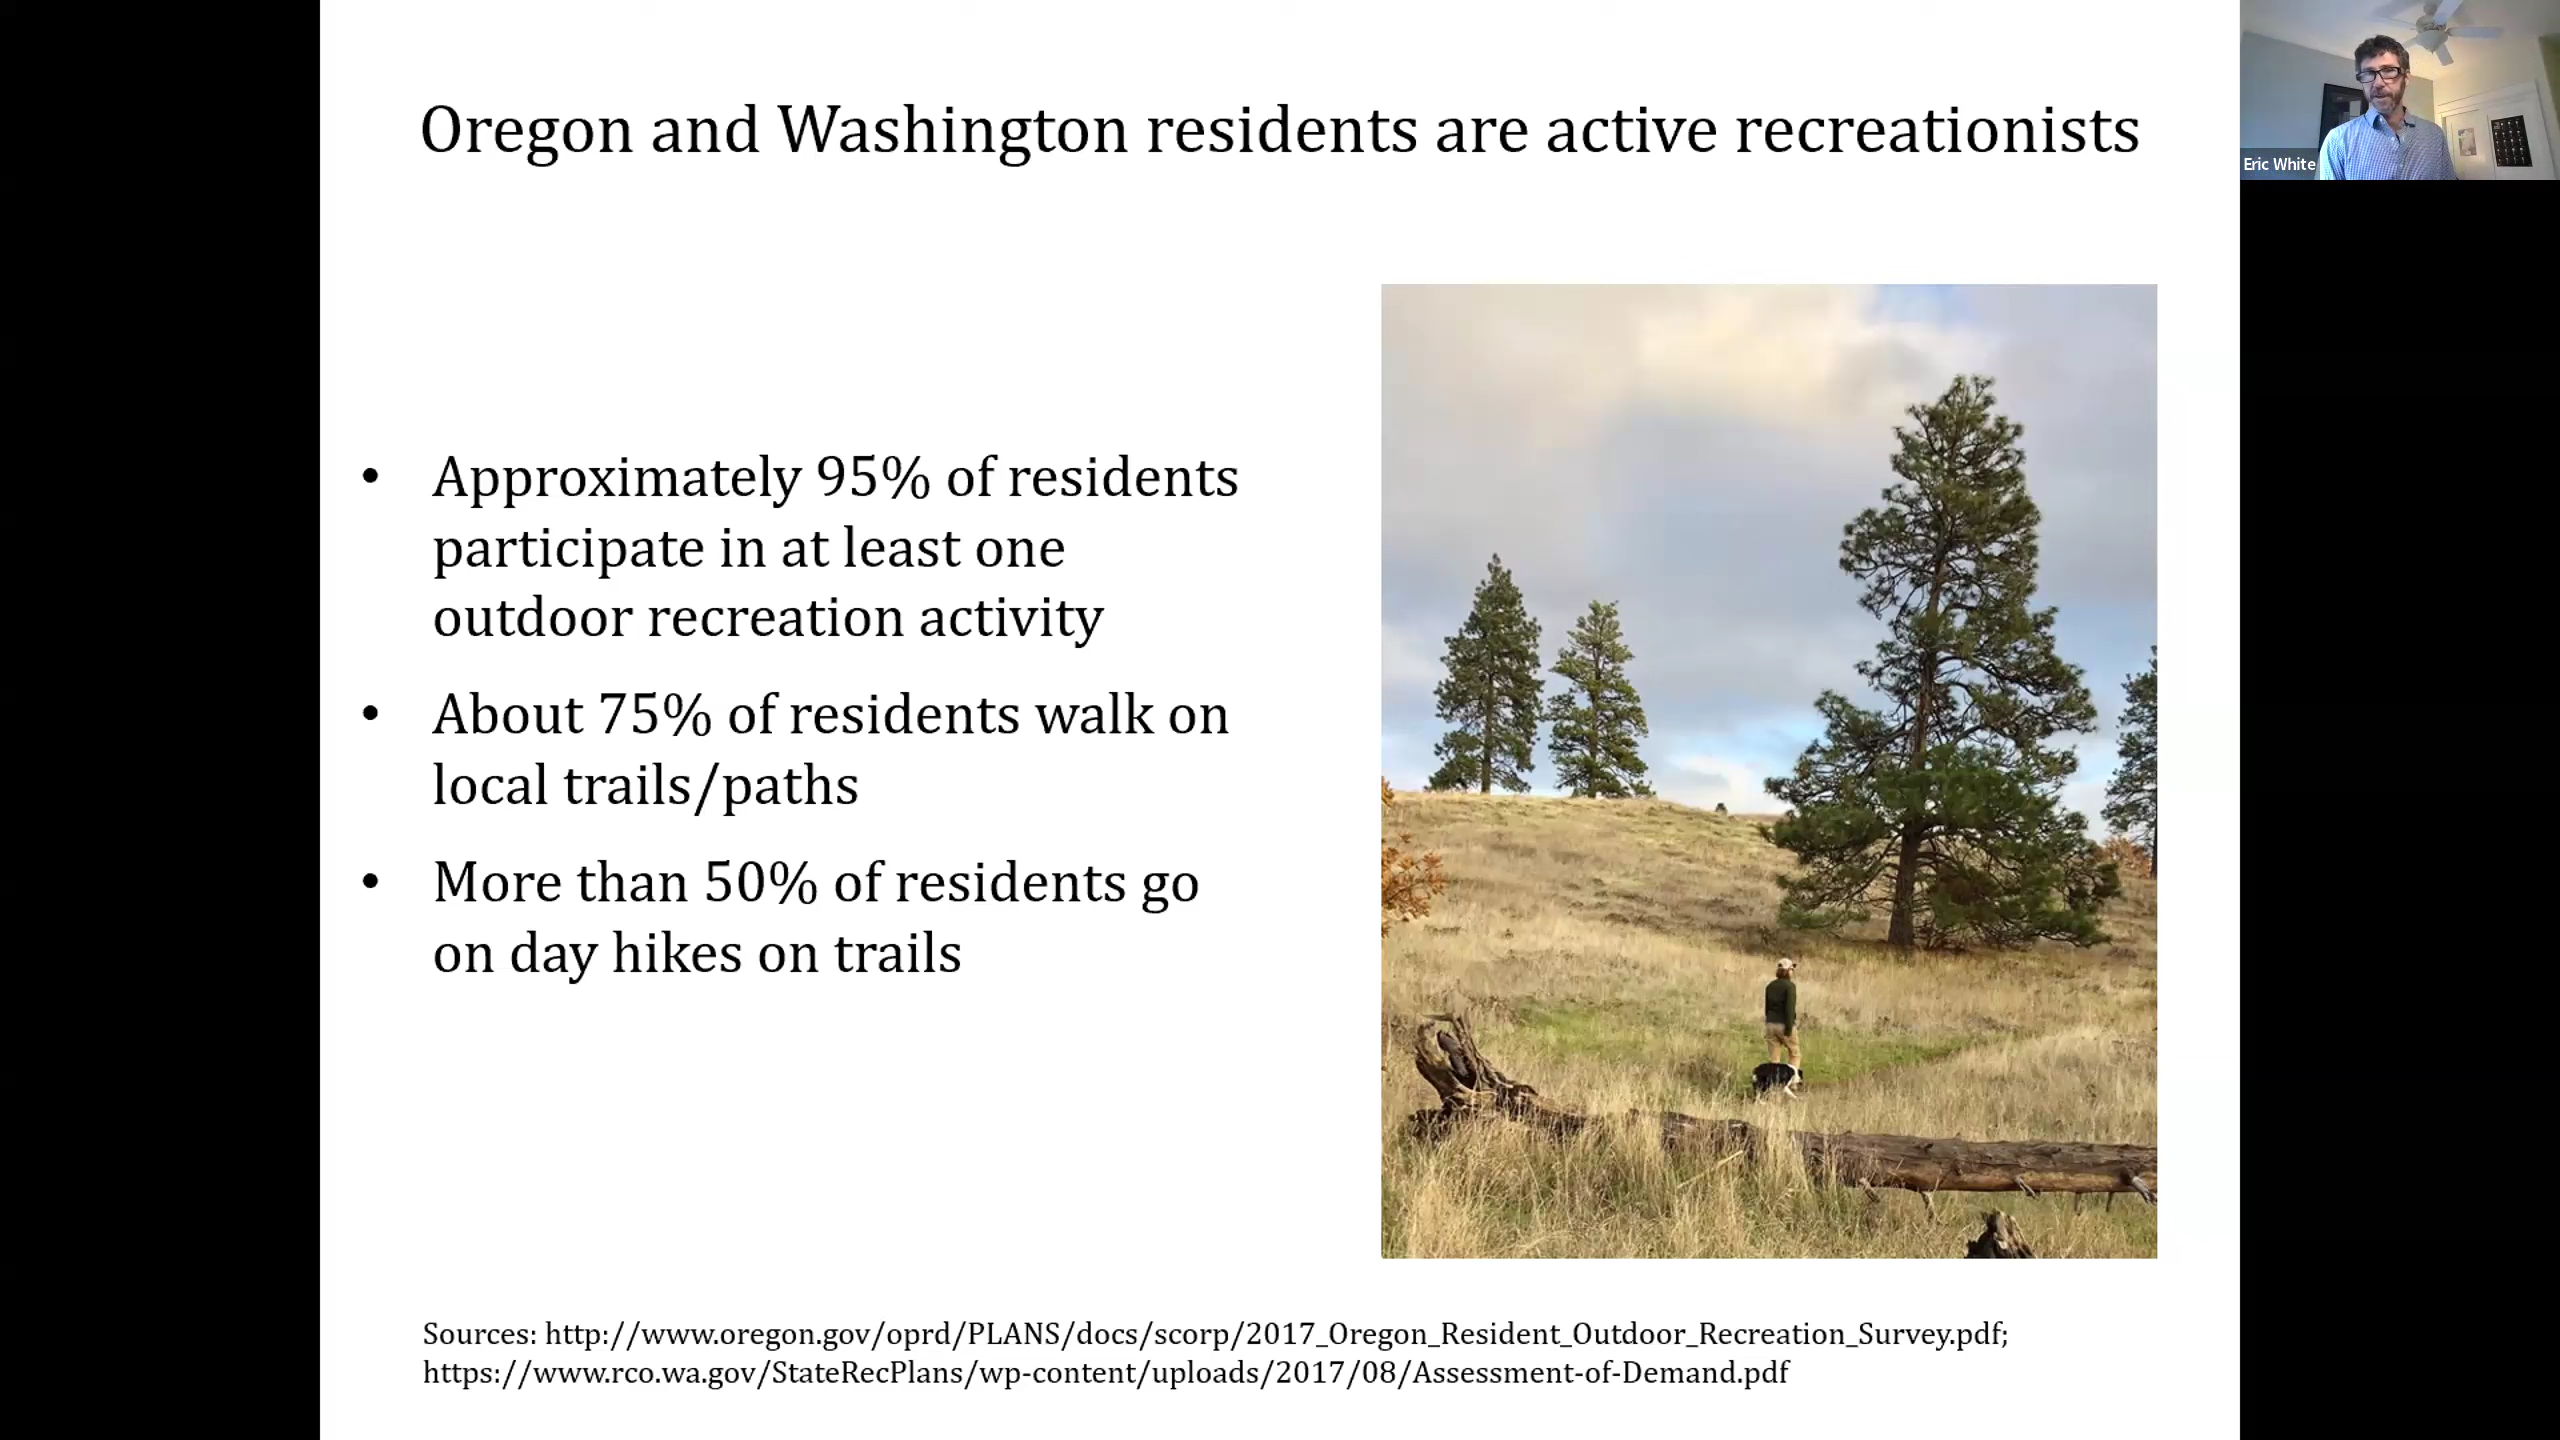 Oregon and Washington residents are active recreationists
Eric White
• Approximately 95% of residents
participate in at least one
outdoor recreation activity
• About 75% of residents walk on
local trails/paths
• More than 50% of residents go
on day hikes on trails
Sources: http://www.oregon.gov/oprd/PLANS/docs/scorp/2017_Oregon_Resident_Outdoor_Recreation_Survey.pdf;
https://www.rco.wa.gov/StateRecPlans/wp-content/uploads/2017/08/Assessment-of-Demand.pdf